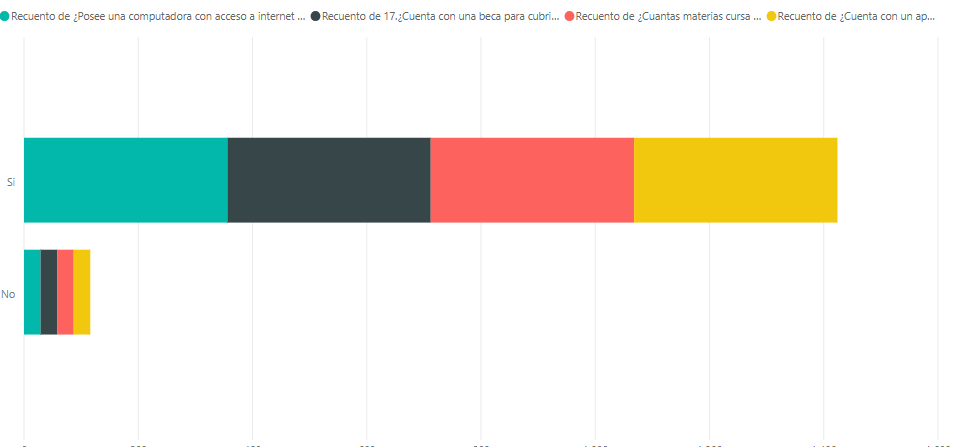 Recuento de ¿Posee una computadora con acceso a internet ... Recuento de 17.¿Cuenta con una beca para cubri... Recuento de ¿Cuantas materias cursa ... Recuento de ¿Cuenta con un ap...
Si
No